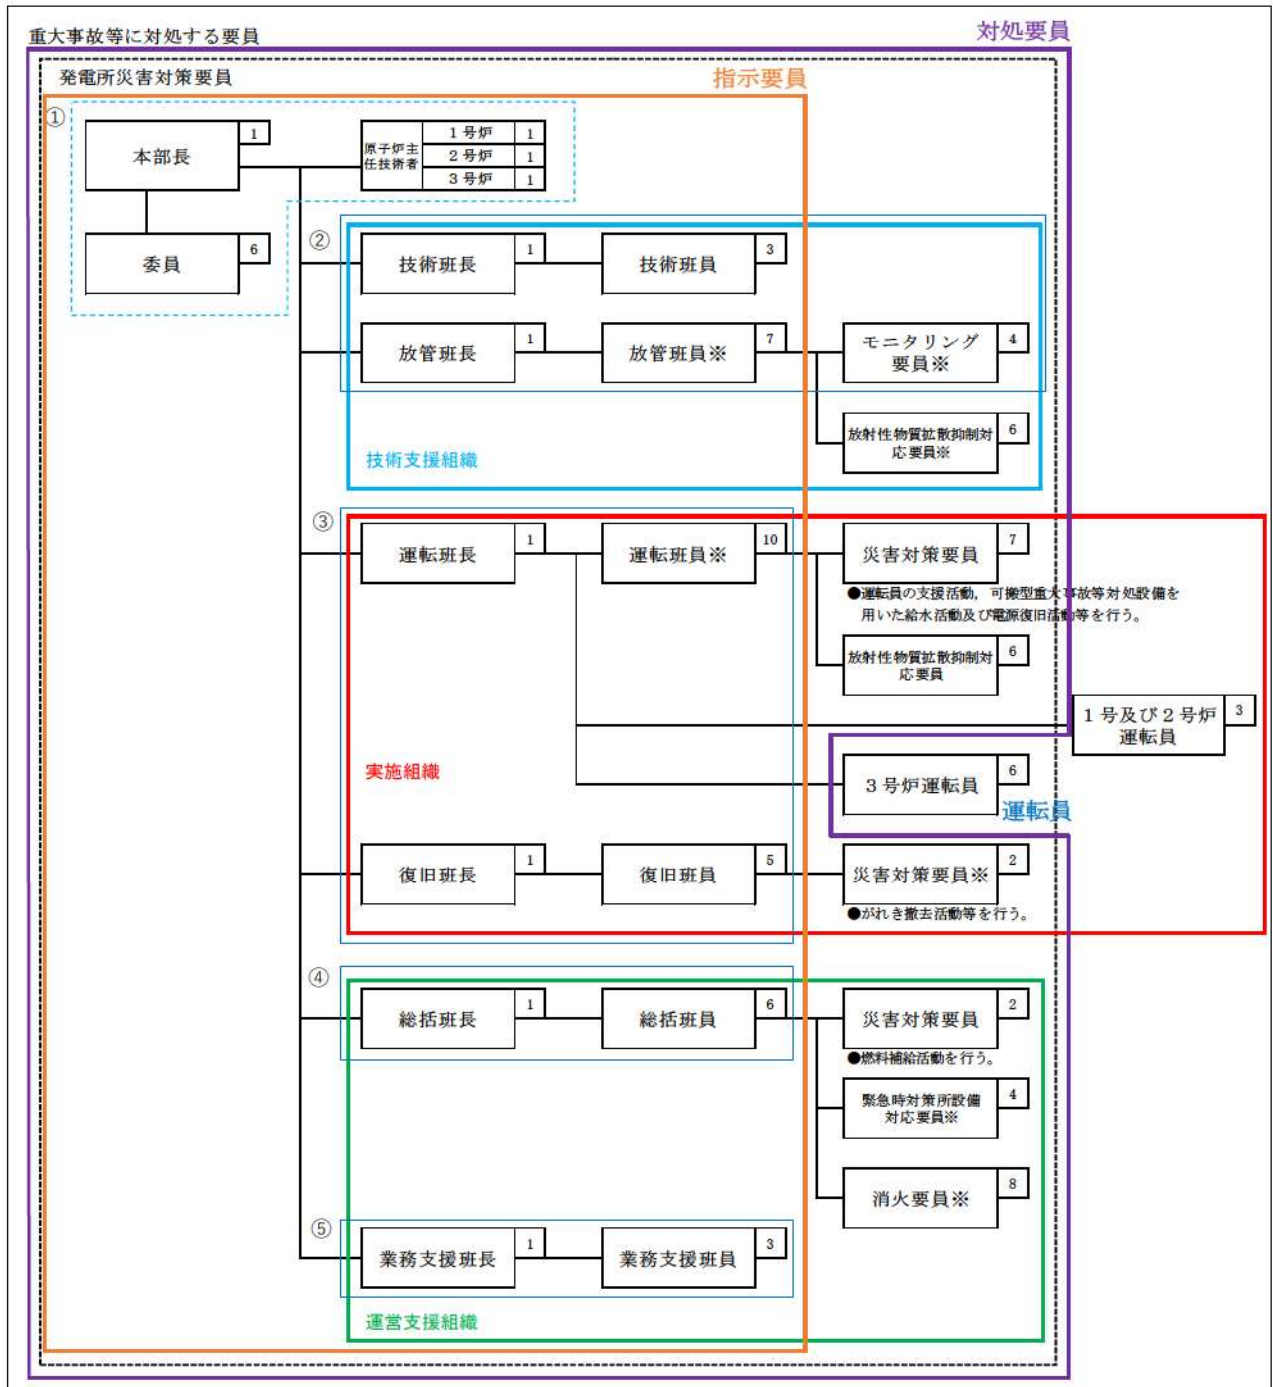 対処要員
重大事故等に対処する要員
発電所災害対策要員
指示要員
①
本部長
1
原子炉主
任技術者
1号炉
1
2号炉
1
3号炉
1
委員
6
②
技術班長
1
技術班員
3
放管班長
1
放管班員※
7
モニタリング
要員※
4
放射性物質拡散抑制対
応要員※
6
技術支援組織
③
運転班長
1
運転班員※
10
災害対策要員
7
●運転員の支援活動，可搬型重大事故等対処設備を
用いた給水活動及び電源復旧活動等を行う。
放射性物質拡散抑制対
応要員
6
1号及び2号炉
運転員
3
実施組織
3号炉運転員
6
運転員
復旧班長
1
復旧班員
5
災害対策要員※
2
●がれき撤去活動等を行う。
④
総括班長
1
総括班員
6
災害対策要員
2
●燃料補給活動を行う。
緊急時対策所設備
対応要員※
4
消火要員※
8
⑤
業務支援班長
1
業務支援班員
3
運営支援組織